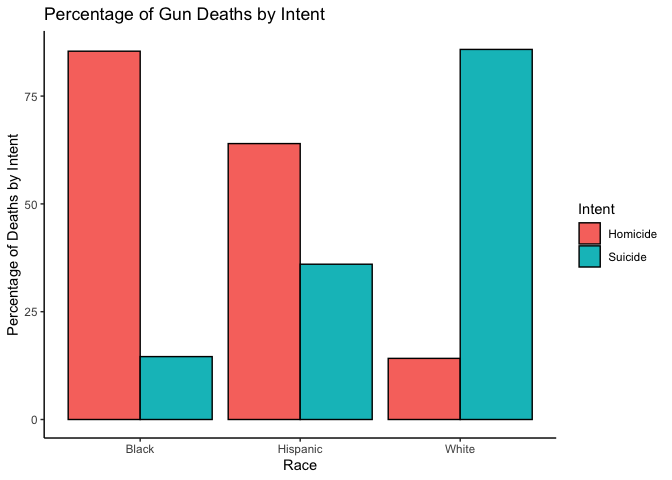 Percentage of Gun Deaths by Intent
Percentage of Deaths by Intent
75
50
25
0
Black
Hispanic
White
Race
Intent
Homicide
Suicide